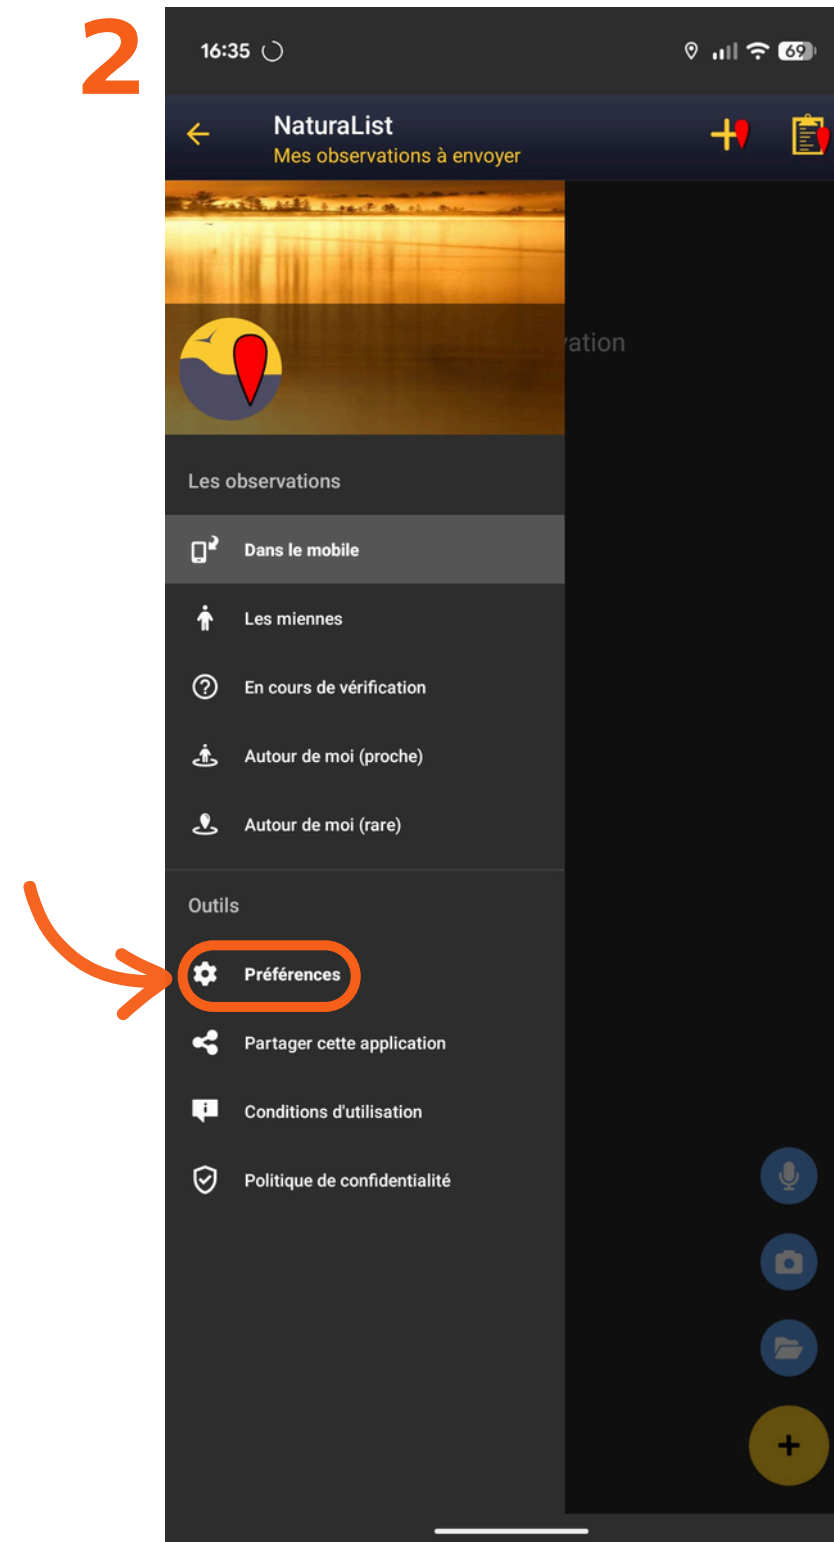 2
16:35
69
NaturaList
Mes observations à envoyer
vation
Les observations
Dans le mobile
Les miennes
En cours de vérification
Autour de moi (proche)
Autour de moi (rare)
Outils
Préférences
Partager cette application
Conditions d'utilisation
Politique de confidentialité